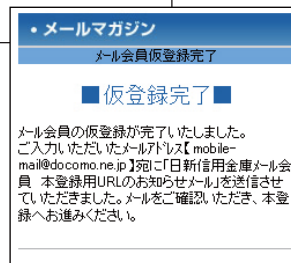 ・メールマガジン
メール会員仮登録完了
■仮登録完了■
メール会員の仮登録が完了いたしました。
ご入力いただいたメールアドレス【mobile-
mail@docomo.ne.jp】宛に「日新信用金庫メール会
員 本登録用URLのお知らせメール」を送信させ
ていただきました。メールをご確認いただき、本登
録へお進みください。